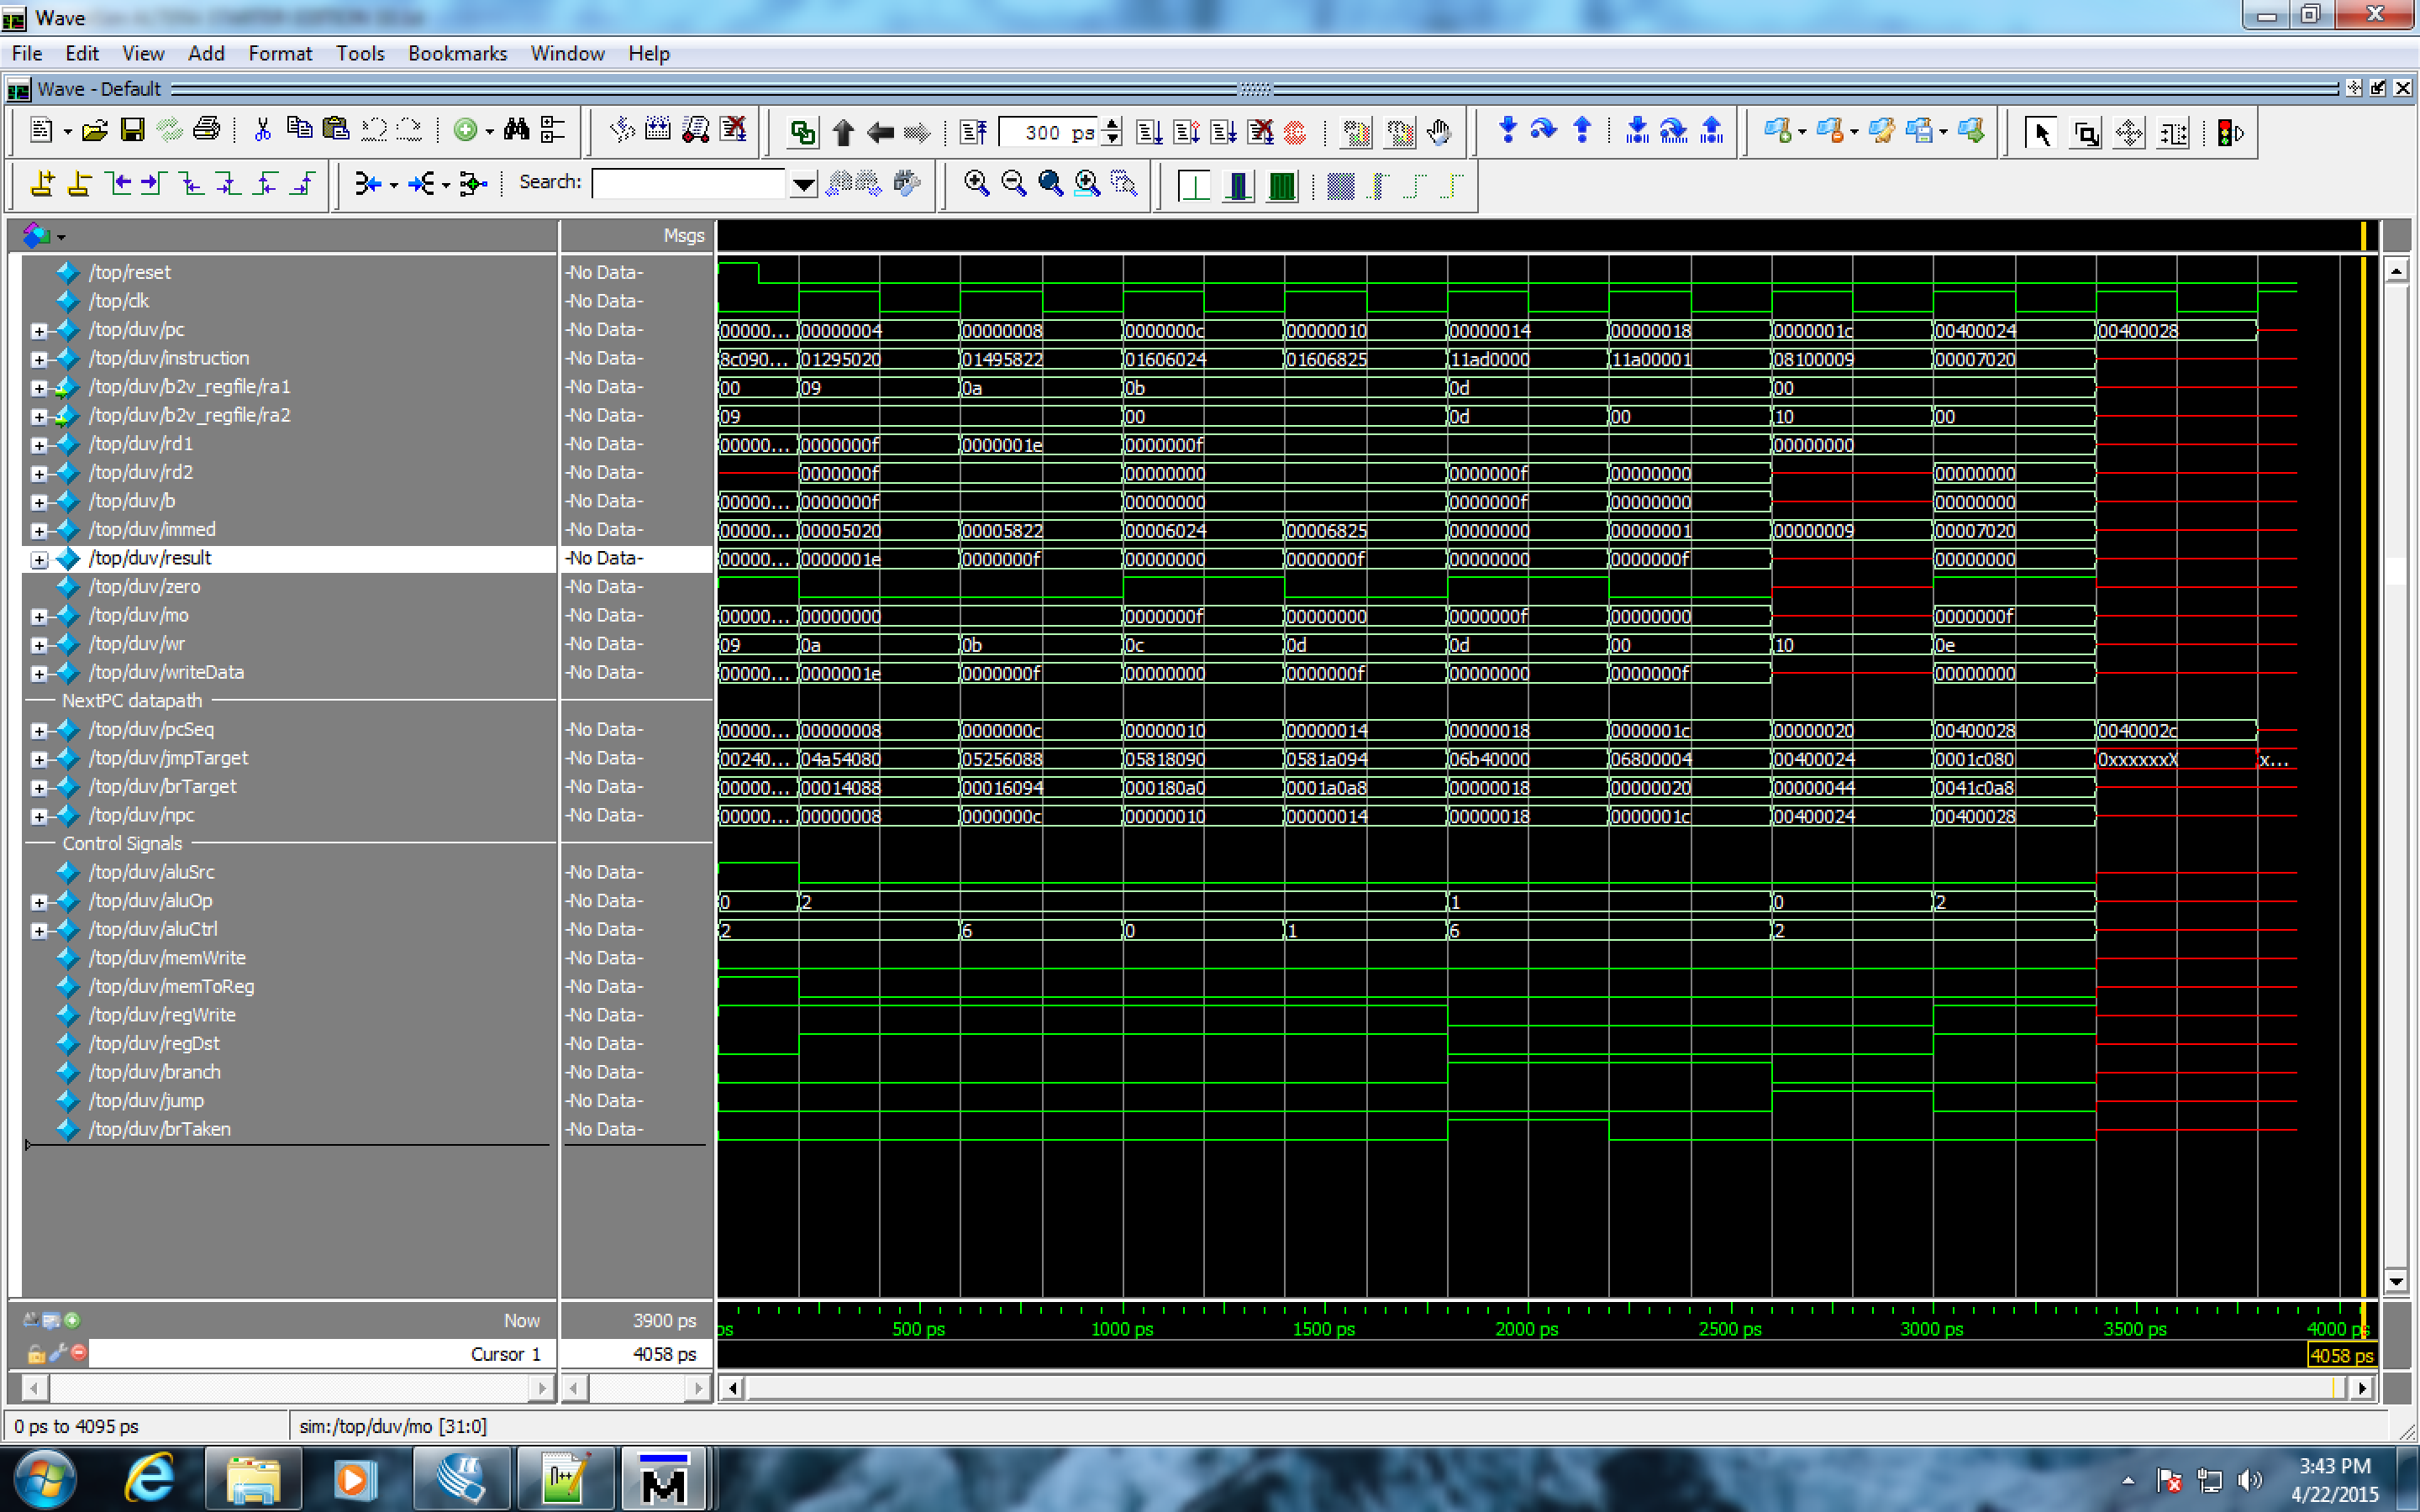 Wave
File Edit View Add Format Tools Bookmarks Window Help
Wave - Default
300 ps
Search:
Msgs
/top/reset -No Data-
/top/clk -No Data-
/top/duv/pc -No Data- 00000... 00000004 00000008 0000000c 00000010 00000014 00000018 0000001c 00400024 00400028
/top/duv/instruction -No Data- 8c090... 01295020 01495822 01606024 01606825 11ad0000 11a00001 08100009 00007020
/top/duv/b2v_regfile/ra1 -No Data- 00 09 0a 0b 0d 00
/top/duv/b2v_regfile/ra2 -No Data- 09 00 0d 00 10 00
/top/duv/rd1 -No Data- 00000... 0000000f 0000001e 0000000f 00000000
/top/duv/rd2 -No Data- 0000000f 00000000 0000000f 00000000 00000000
/top/duv/b -No Data- 00000... 0000000f 00000000 0000000f 00000000 00000000
/top/duv/immed -No Data- 00000... 00005020 00005822 00006024 00006825 00000000 00000001 00000009 00007020
/top/duv/result -No Data- 00000... 0000001e 0000000f 00000000 0000000f 00000000 0000000f 00000000
/top/duv/zero -No Data-
/top/duv/mo -No Data- 00000... 00000000 0000000f 00000000 0000000f 00000000 0000000f
/top/duv/wr -No Data- 09 0a 0b 0c 0d 0d 00 10 0e
/top/duv/writeData -No Data- 00000... 0000001e 0000000f 00000000 0000000f 00000000 0000000f 00000000
NextPC datapath
/top/duv/pcSeq -No Data- 00000... 00000008 0000000c 00000010 00000014 00000018 0000001c 00000020 00400028 0040002c
/top/duv/jmpTarget -No Data- 00240... 04a54080 05256088 05818090 0581a094 06b40000 06800004 00400024 0001c080 0xxxxxxX x...
/top/duv/brTarget -No Data- 00000... 00014088 00016094 000180a0 0001a0a8 00000018 00000020 00000044 0041c0a8
/top/duv/npc -No Data- 00000... 00000008 0000000c 00000010 00000014 00000018 0000001c 00400024 00400028
Control Signals
/top/duv/aluSrc -No Data-
/top/duv/aluOp -No Data- 0 2 1 0 2
/top/duv/aluCtrl -No Data- 2 6 0 1 6 2
/top/duv/memWrite -No Data-
/top/duv/memToReg -No Data-
/top/duv/regWrite -No Data-
/top/duv/regDst -No Data-
/top/duv/branch -No Data-
/top/duv/jump -No Data-
/top/duv/brTaken -No Data-
Now 3900 ps ps 500 ps 1000 ps 1500 ps 2000 ps 2500 ps 3000 ps 3500 ps 4000 ps
Cursor 1 4058 ps 4058 ps
0 ps to 4095 ps sim:/top/duv/mo [31:0]
3:43 PM
4/22/2015